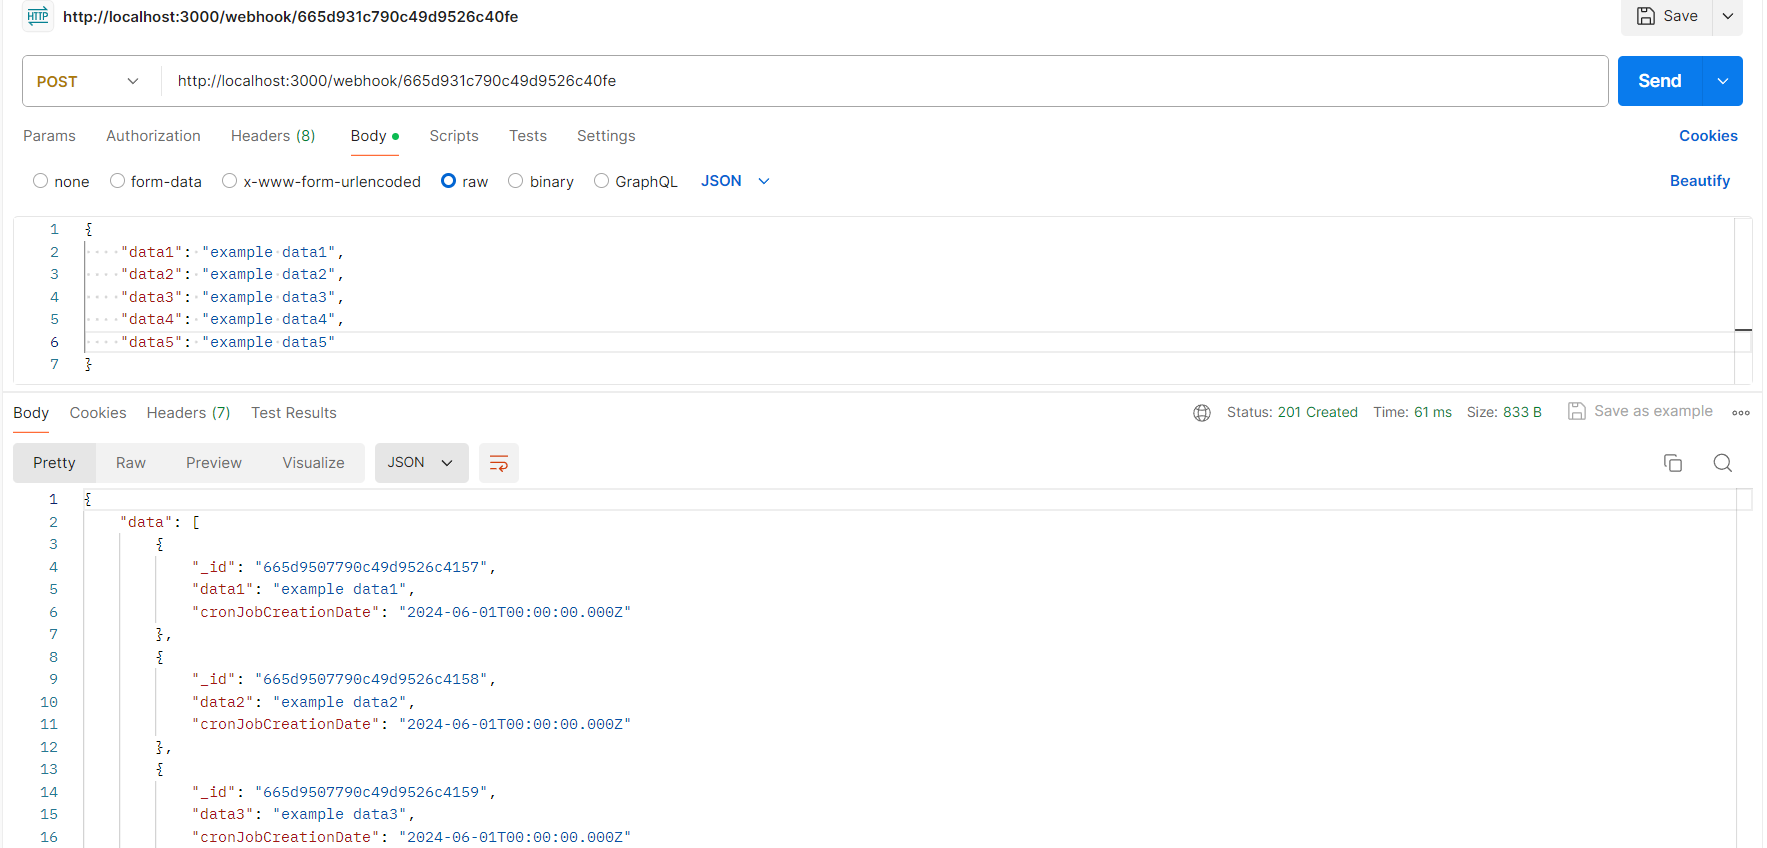 HTTP http://localhost:3000/webhook/665d931c790c49d9526c40fe Save
POST http://localhost:3000/webhook/665d931c790c49d9526c40fe Send
Params Authorization Headers (8) Body Scripts Tests Settings Cookies
none form-data x-www-form-urlencoded raw binary GraphQL JSON Beautify
1 {
2 "data1": "example data1",
3 "data2": "example data2",
4 "data3": "example data3",
5 "data4": "example data4",
6 "data5": "example data5"
7 }
Body Cookies Headers (7) Test Results Status: 201 Created Time: 61 ms Size: 833 B Save as example
Pretty Raw Preview Visualize JSON
1 {
2 "data": [
3 {
4 "_id": "665d9507790c49d9526c4157",
5 "data1": "example data1",
6 "cronJobCreationDate": "2024-06-01T00:00:00.000Z"
7 },
8 {
9 "_id": "665d9507790c49d9526c4158",
10 "data2": "example data2",
11 "cronJobCreationDate": "2024-06-01T00:00:00.000Z"
12 },
13 {
14 "_id": "665d9507790c49d9526c4159",
15 "data3": "example data3",
16 "cronJobCreationDate": "2024-06-01T00:00:00.000Z"